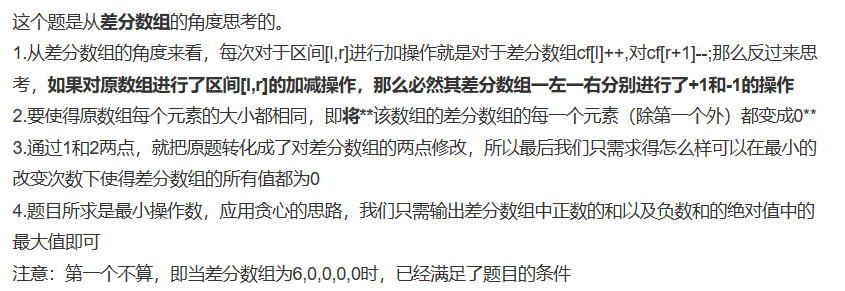 这个题是从差分数组的角度思考的。
1.从差分数组的角度来看，每次对于区间[l,r]进行加操作就是对于差分数组cf[l]++,对cf[r+1]--;那么反过来思
考，如果对原数组进行了区间[l,r]的加减操作，那么必然其差分数组一左一右分别进行了+1和-1的操作
2.要使得原数组每个元素的大小都相同，即将**该数组的差分数组的每一个元素（除第一个外）都变成0**
3.通过1和2两点，就把原题转化成了对差分数组的两点修改，所以最后我们只需求得怎么样可以在最小的
改变次数下使得差分数组的所有值都为0
4.题目所求是最小操作数，应用贪心的思路，我们只需输出差分数组中正数的和以及负数和的绝对值中的
最大值即可
注意：第一个不算，即当差分数组为6,0,0,0,0时，已经满足了题目的条件